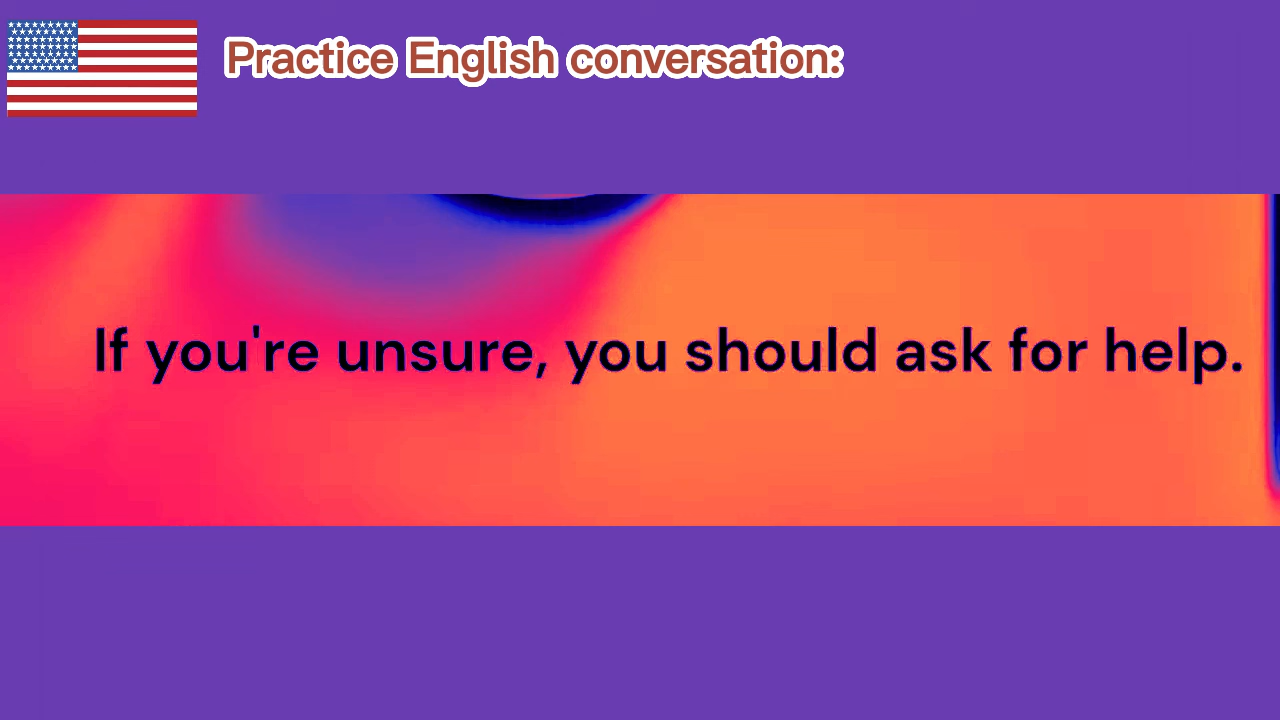 Practice English conversation:
If you're unsure, you should ask for help.